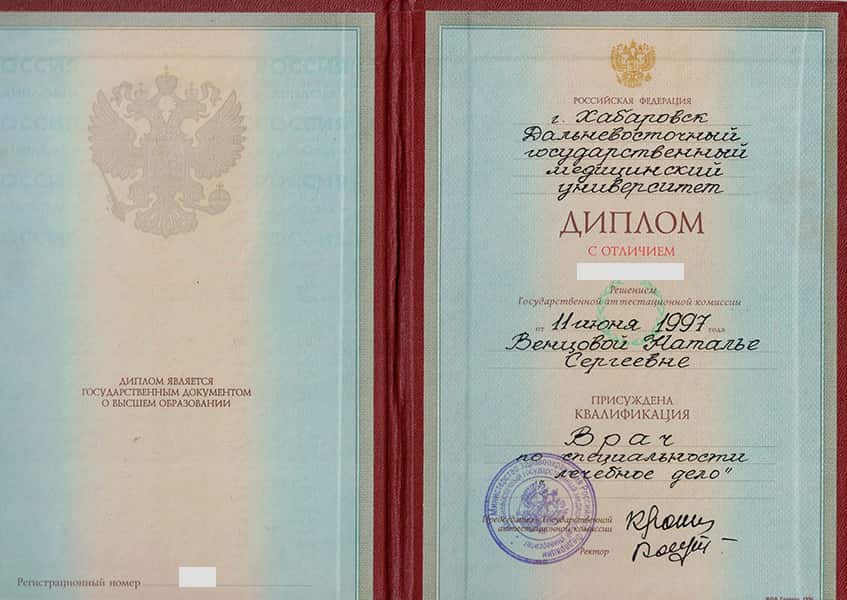 ДИПЛОМ ЯВЛЯЕТСЯ
ГОСУДАРСТВЕННЫМ ДОКУМЕНТОМ
О ВЫСШЕМ ОБРАЗОВАНИИ
Регистрационный номер
РОССИЙСКАЯ ФЕДЕРАЦИЯ
г. Хабаровск
Дальневосточный
государственный
медицинский
университет
ДИПЛОМ
С ОТЛИЧИЕМ
Решением
Государственной аттестационной комиссии
от 11 июня 1997 года
Венцовой Наталье
Сергеевне
ПРИСУЖДЕНА
КВАЛИФИКАЦИЯ
Врач
по специальности
лечебное дело"
Председатель Государственной
аттестационной комиссии
Ректор